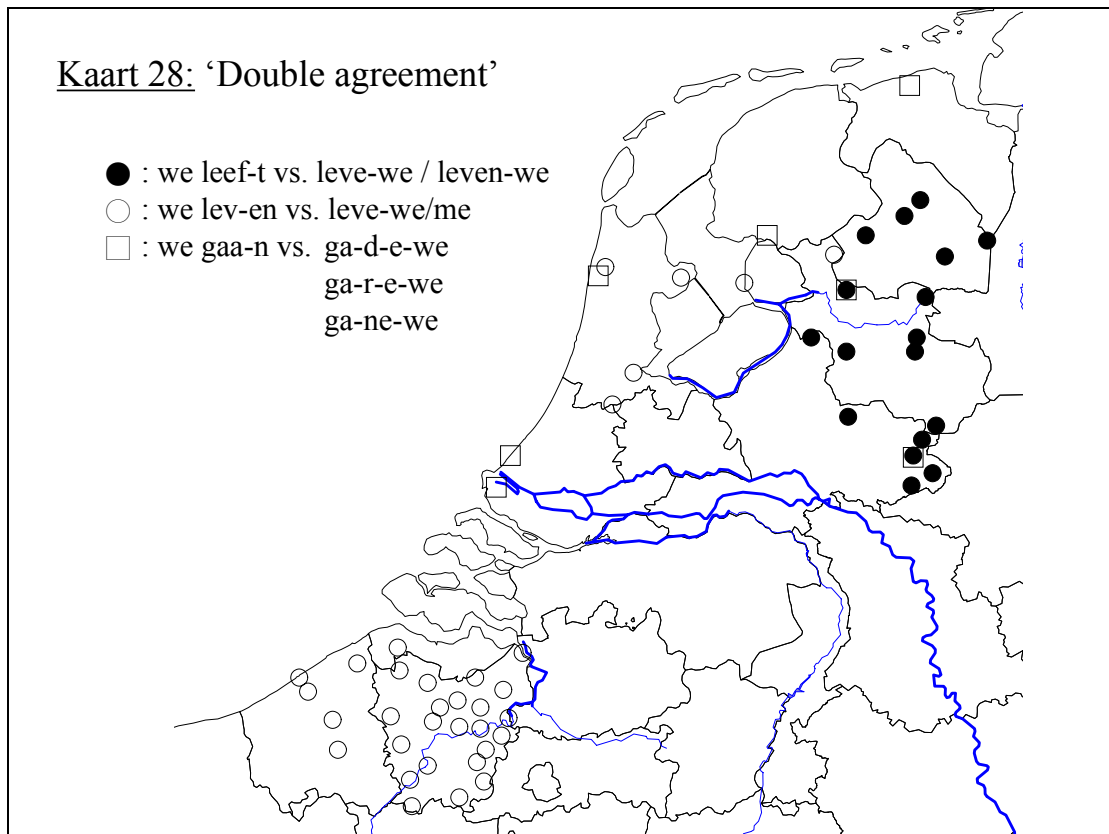 Kaart 28: ‘Double agreement’
: we leef-t vs. leve-we / leven-we
: we lev-en vs. leve-we/me
: we gaa-n vs. ga-d-e-we
ga-r-e-we
ga-ne-we